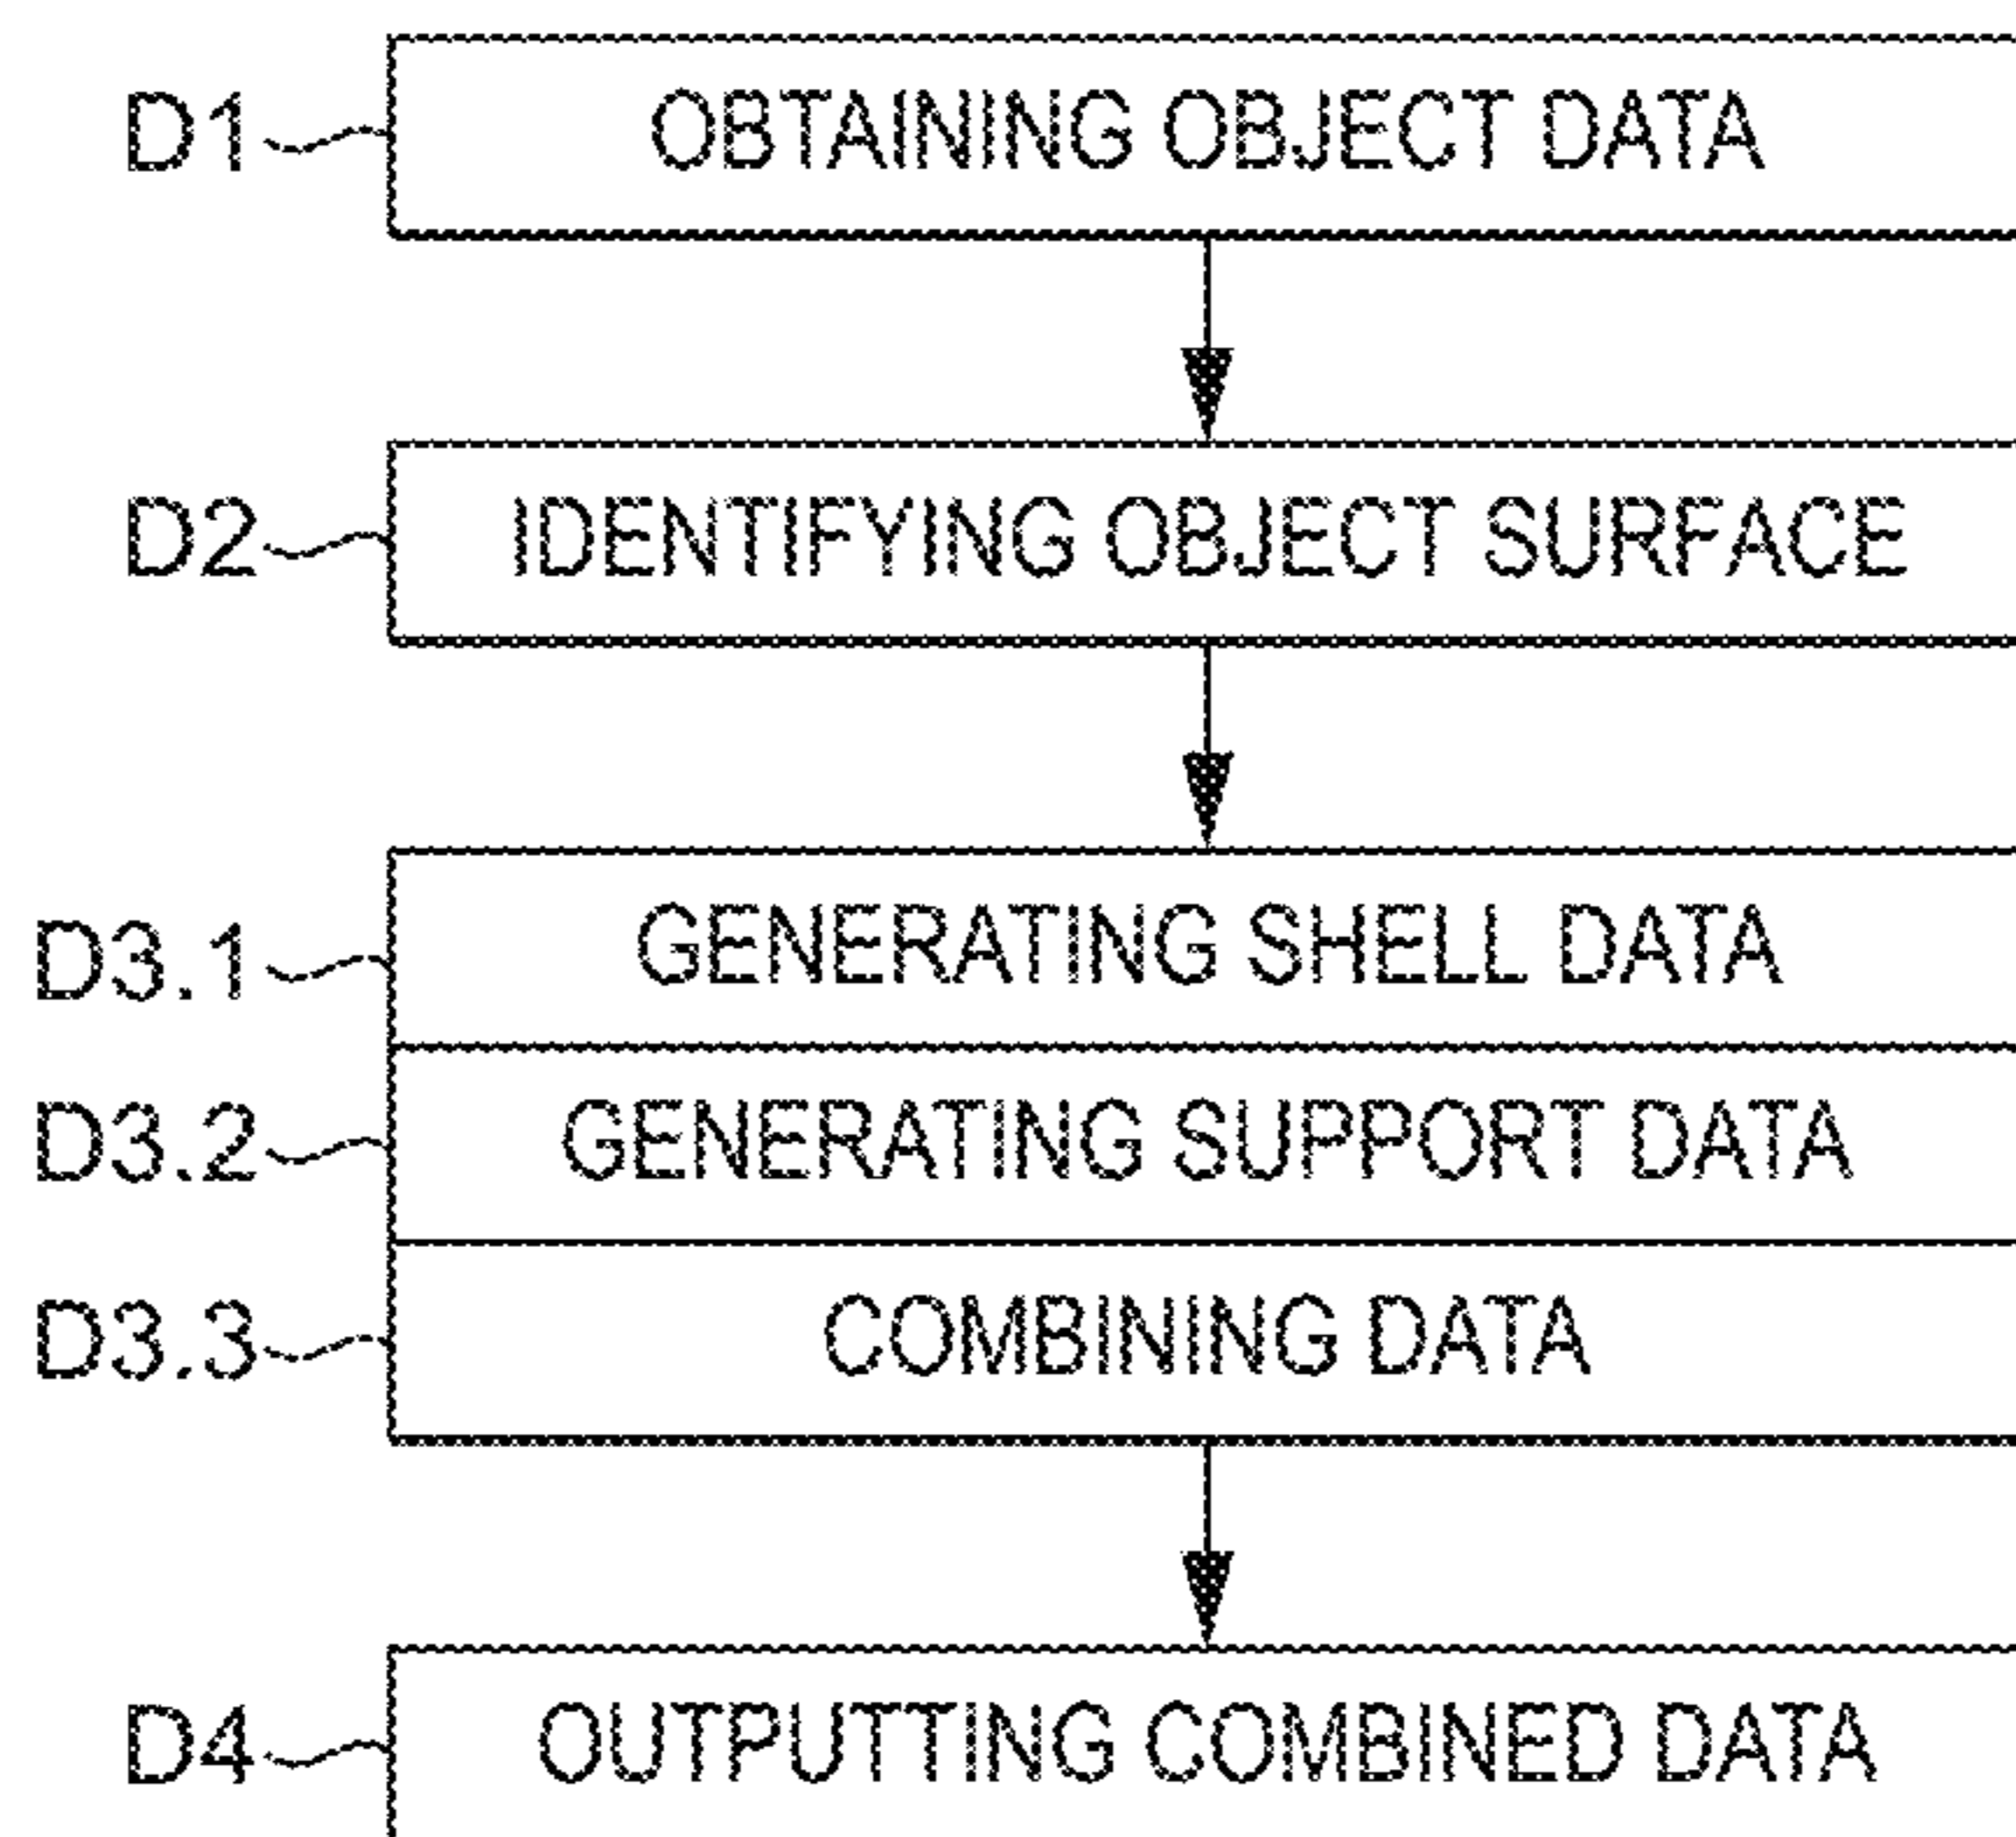 D1 OBTAINING OBJECT DATA
D2 IDENTIFYING OBJECT SURFACE
D3.1 GENERATING SHELL DATA
D3.2 GENERATING SUPPORT DATA
D3.3 COMBINING DATA
D4 OUTPUTTING COMBINED DATA